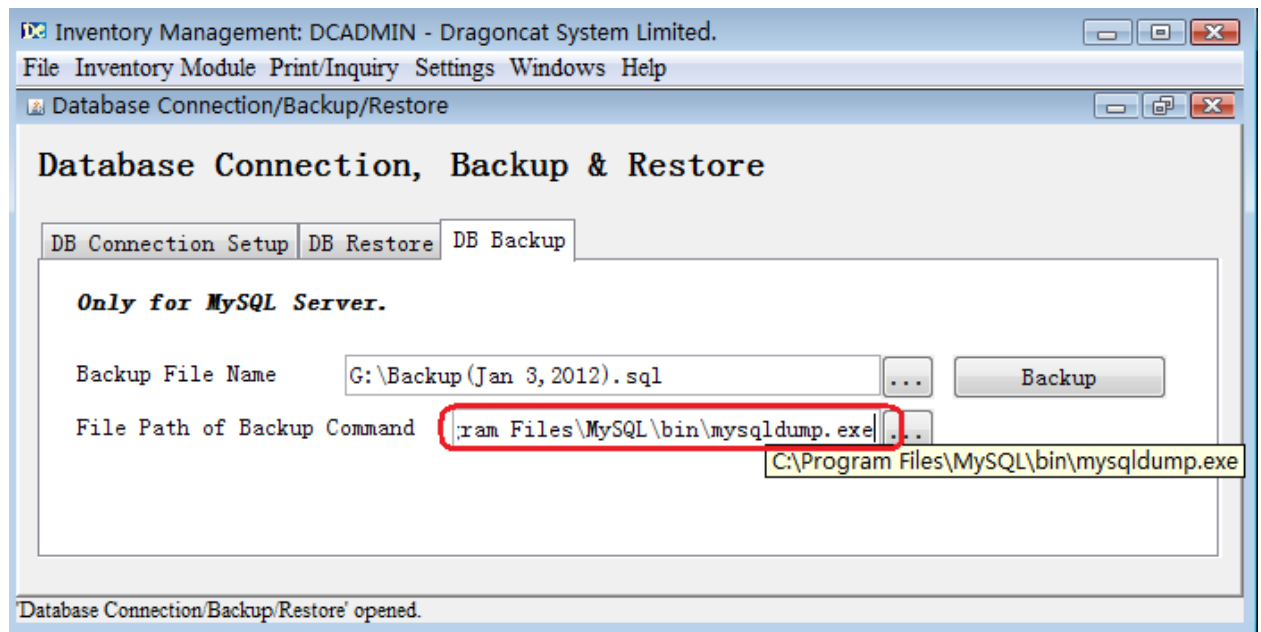 Inventory Management: DCADMIN - Dragoncat System Limited.
File Inventory Module Print/Inquiry Settings Windows Help
Database Connection/Backup/Restore
Database Connection, Backup & Restore
DB Connection Setup DB Restore DB Backup
Only for MySQL Server.
Backup File Name G:\Backup(Jan 3,2012).sql ... Backup
File Path of Backup Command ram Files\MySQL\bin\mysqldump.exe ...
C:\Program Files\MySQL\bin\mysqldump.exe
'Database Connection/Backup/Restore' opened.